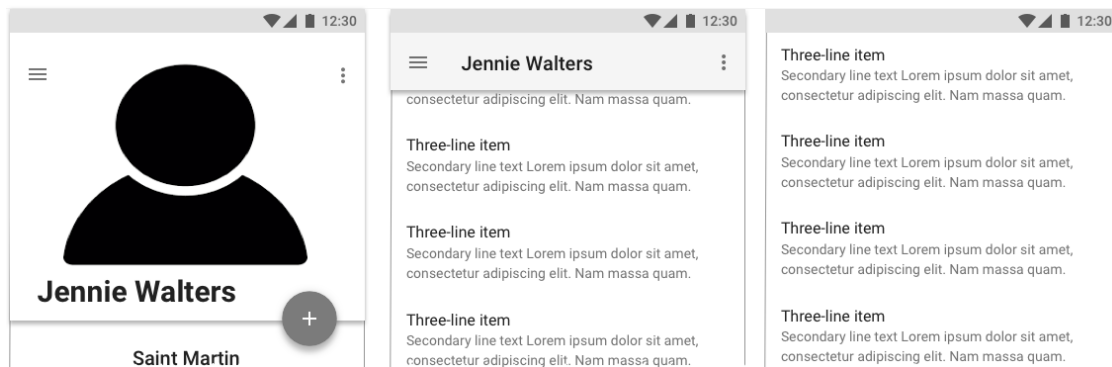 12:30
Jennie Walters
Saint Martin
12:30
Jennie Walters
consectetur adipiscing elit. Nam massa quam.
Three-line item
Secondary line text Lorem ipsum dolor sit amet,
consectetur adipiscing elit. Nam massa quam.
Three-line item
Secondary line text Lorem ipsum dolor sit amet,
consectetur adipiscing elit. Nam massa quam.
Three-line item
Secondary line text Lorem ipsum dolor sit amet,
consectetur adipiscing elit. Nam massa quam.
12:30
Three-line item
Secondary line text Lorem ipsum dolor sit amet,
consectetur adipiscing elit. Nam massa quam.
Three-line item
Secondary line text Lorem ipsum dolor sit amet,
consectetur adipiscing elit. Nam massa quam.
Three-line item
Secondary line text Lorem ipsum dolor sit amet,
consectetur adipiscing elit. Nam massa quam.
Three-line item
Secondary line text Lorem ipsum dolor sit amet,
consectetur adipiscing elit. Nam massa quam.